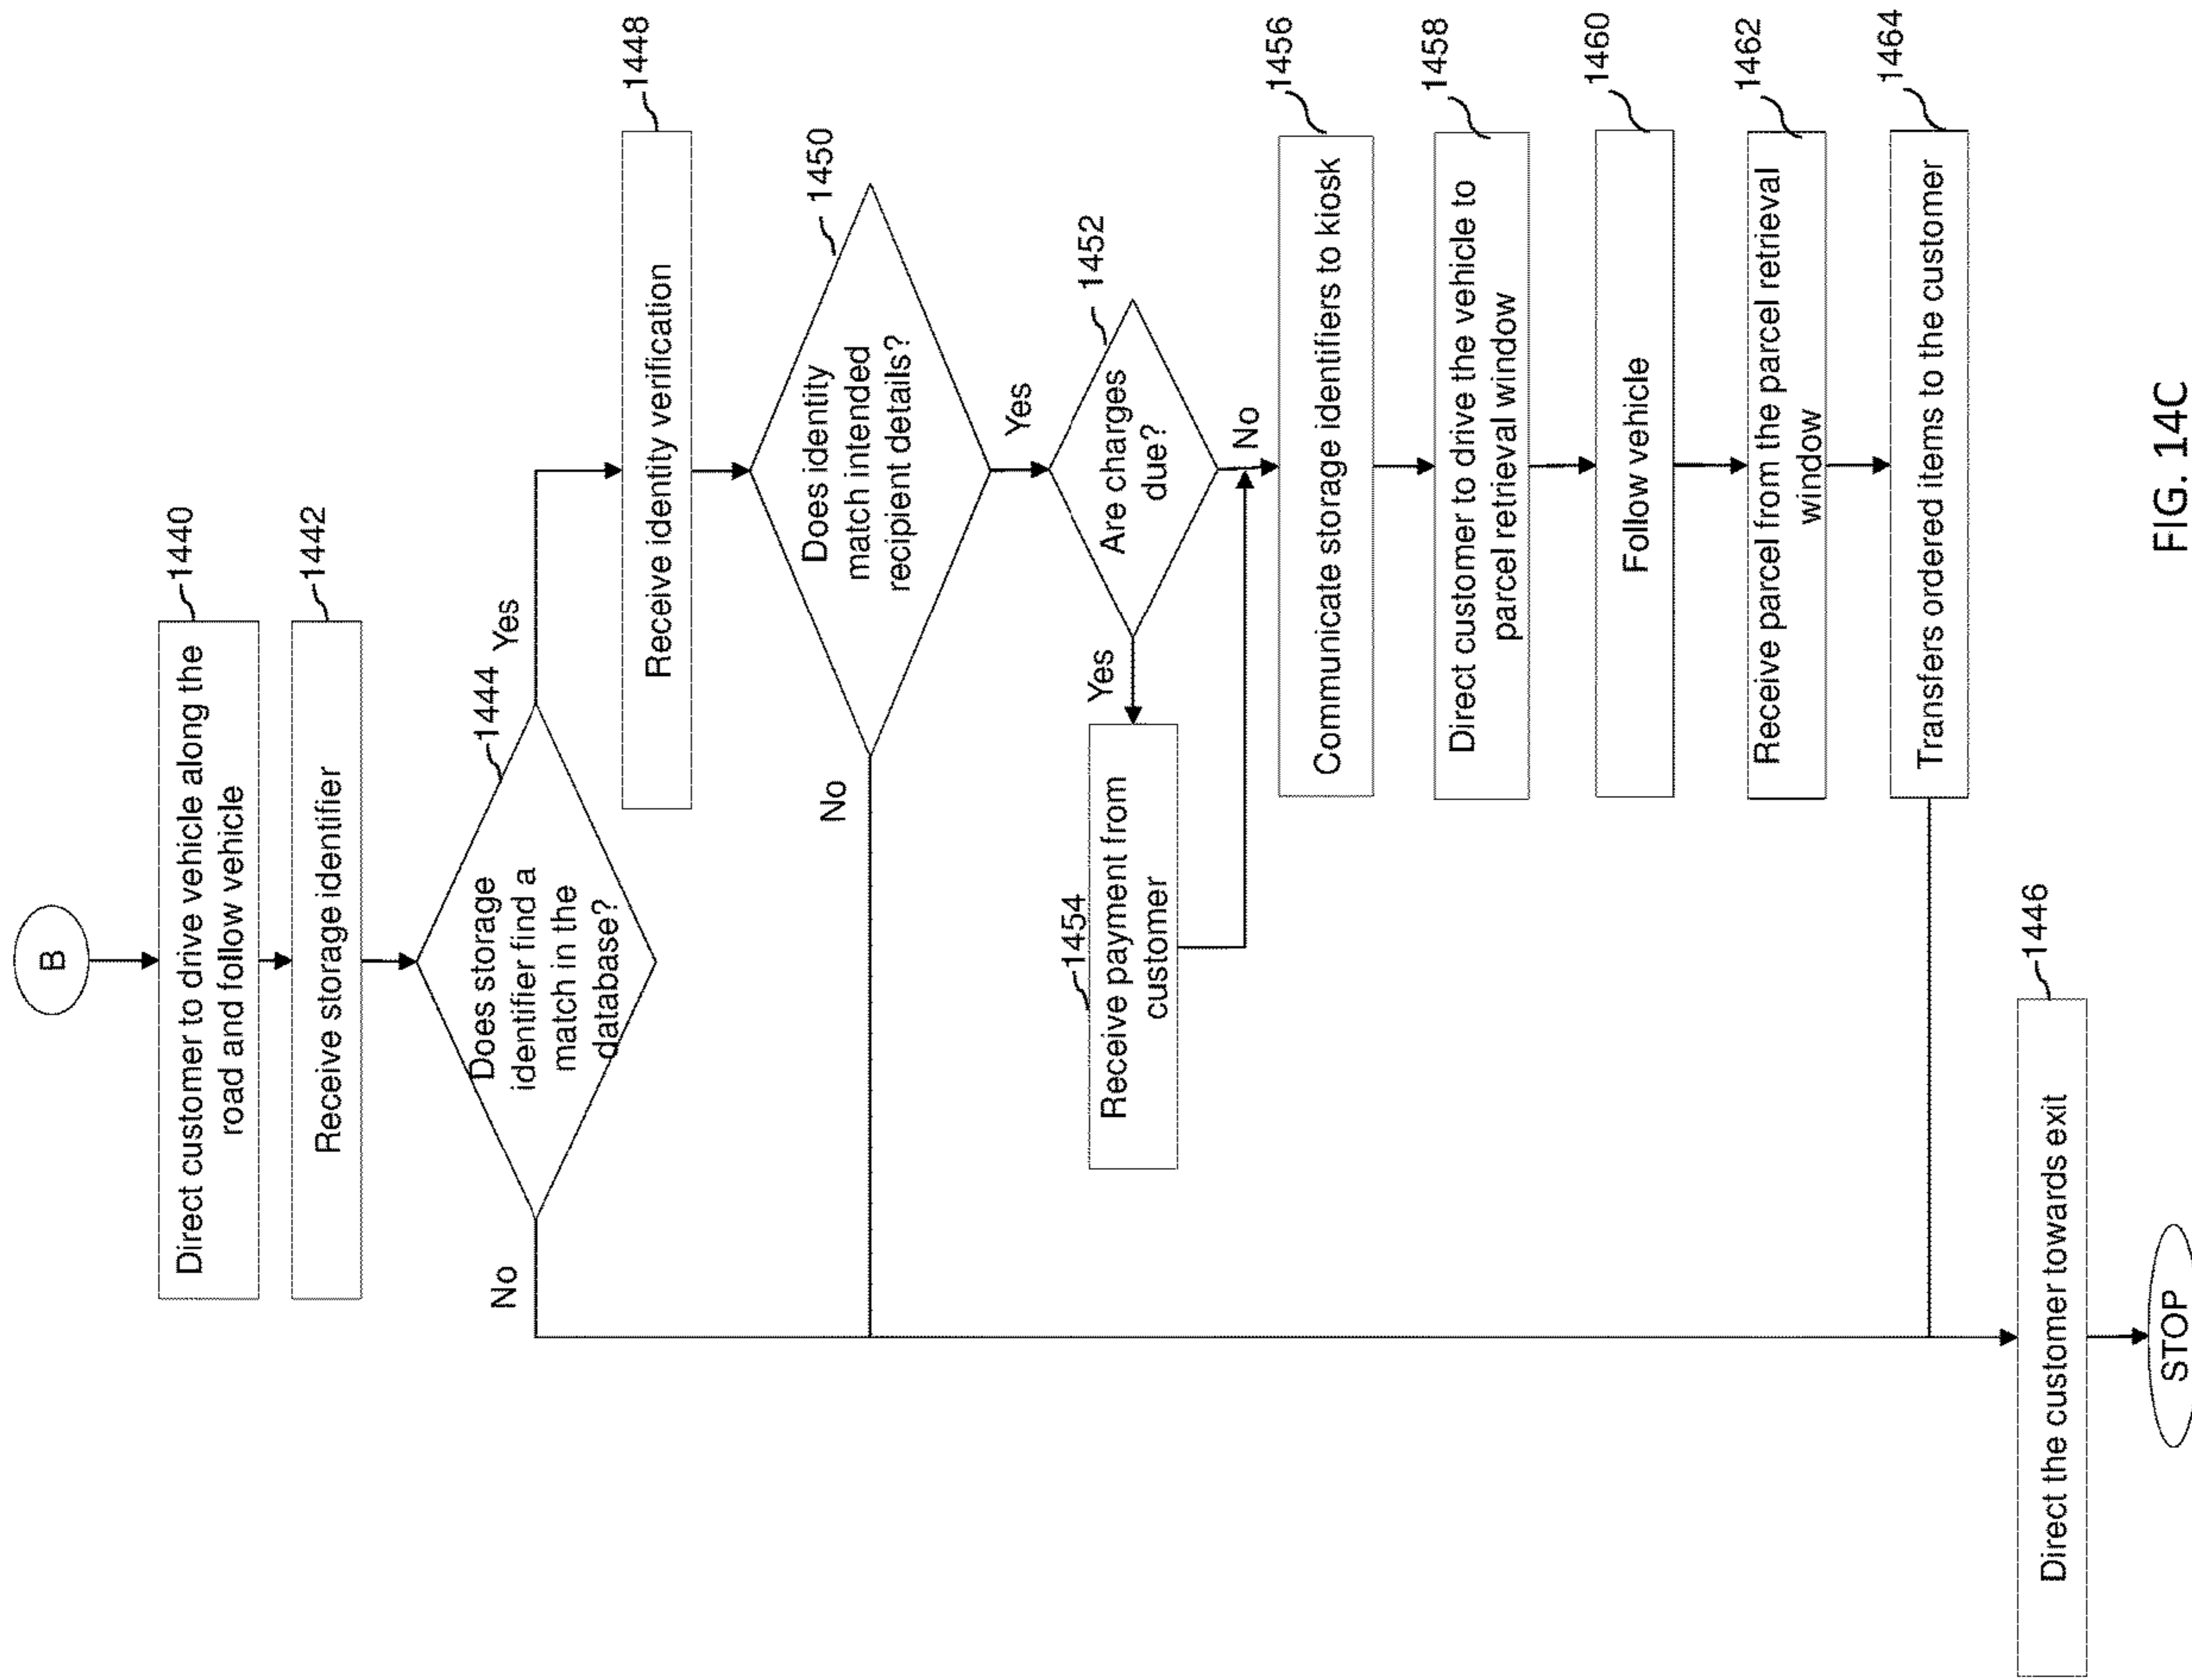 B
1440
Direct customer to drive vehicle along the
road and follow vehicle
1442
Receive storage identifier
1444
Does storage
identifier find a
match in the
database?
No
Yes
1448
Receive identity verification
1450
Does identity
match intended
recipient details?
No
Yes
1452
Are charges
due?
Yes
No
1454
Receive payment from
customer
1456
Communicate storage identifiers to kiosk
1458
Direct customer to drive the vehicle to
parcel retrieval window
1460
Follow vehicle
1462
Receive parcel from the parcel retrieval
window
1464
Transfers ordered items to the customer
1446
Direct the customer towards exit
STOP
FIG. 14C